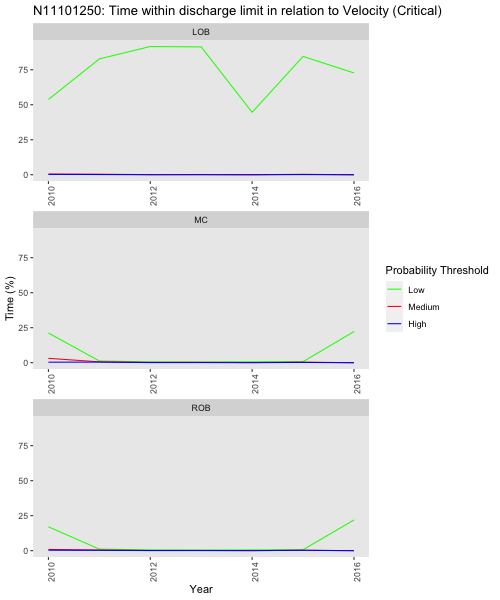 N11101250: Time within discharge limit in relation to Velocity (Critical)
LOB
75
50
25
0
2010
2012
2014
2016
MC
75
50
25
0
2010
2012
2014
2016
ROB
75
50
25
0
2010
2012
2014
2016
Time (%)
Year
Probability Threshold
Low
Medium
High